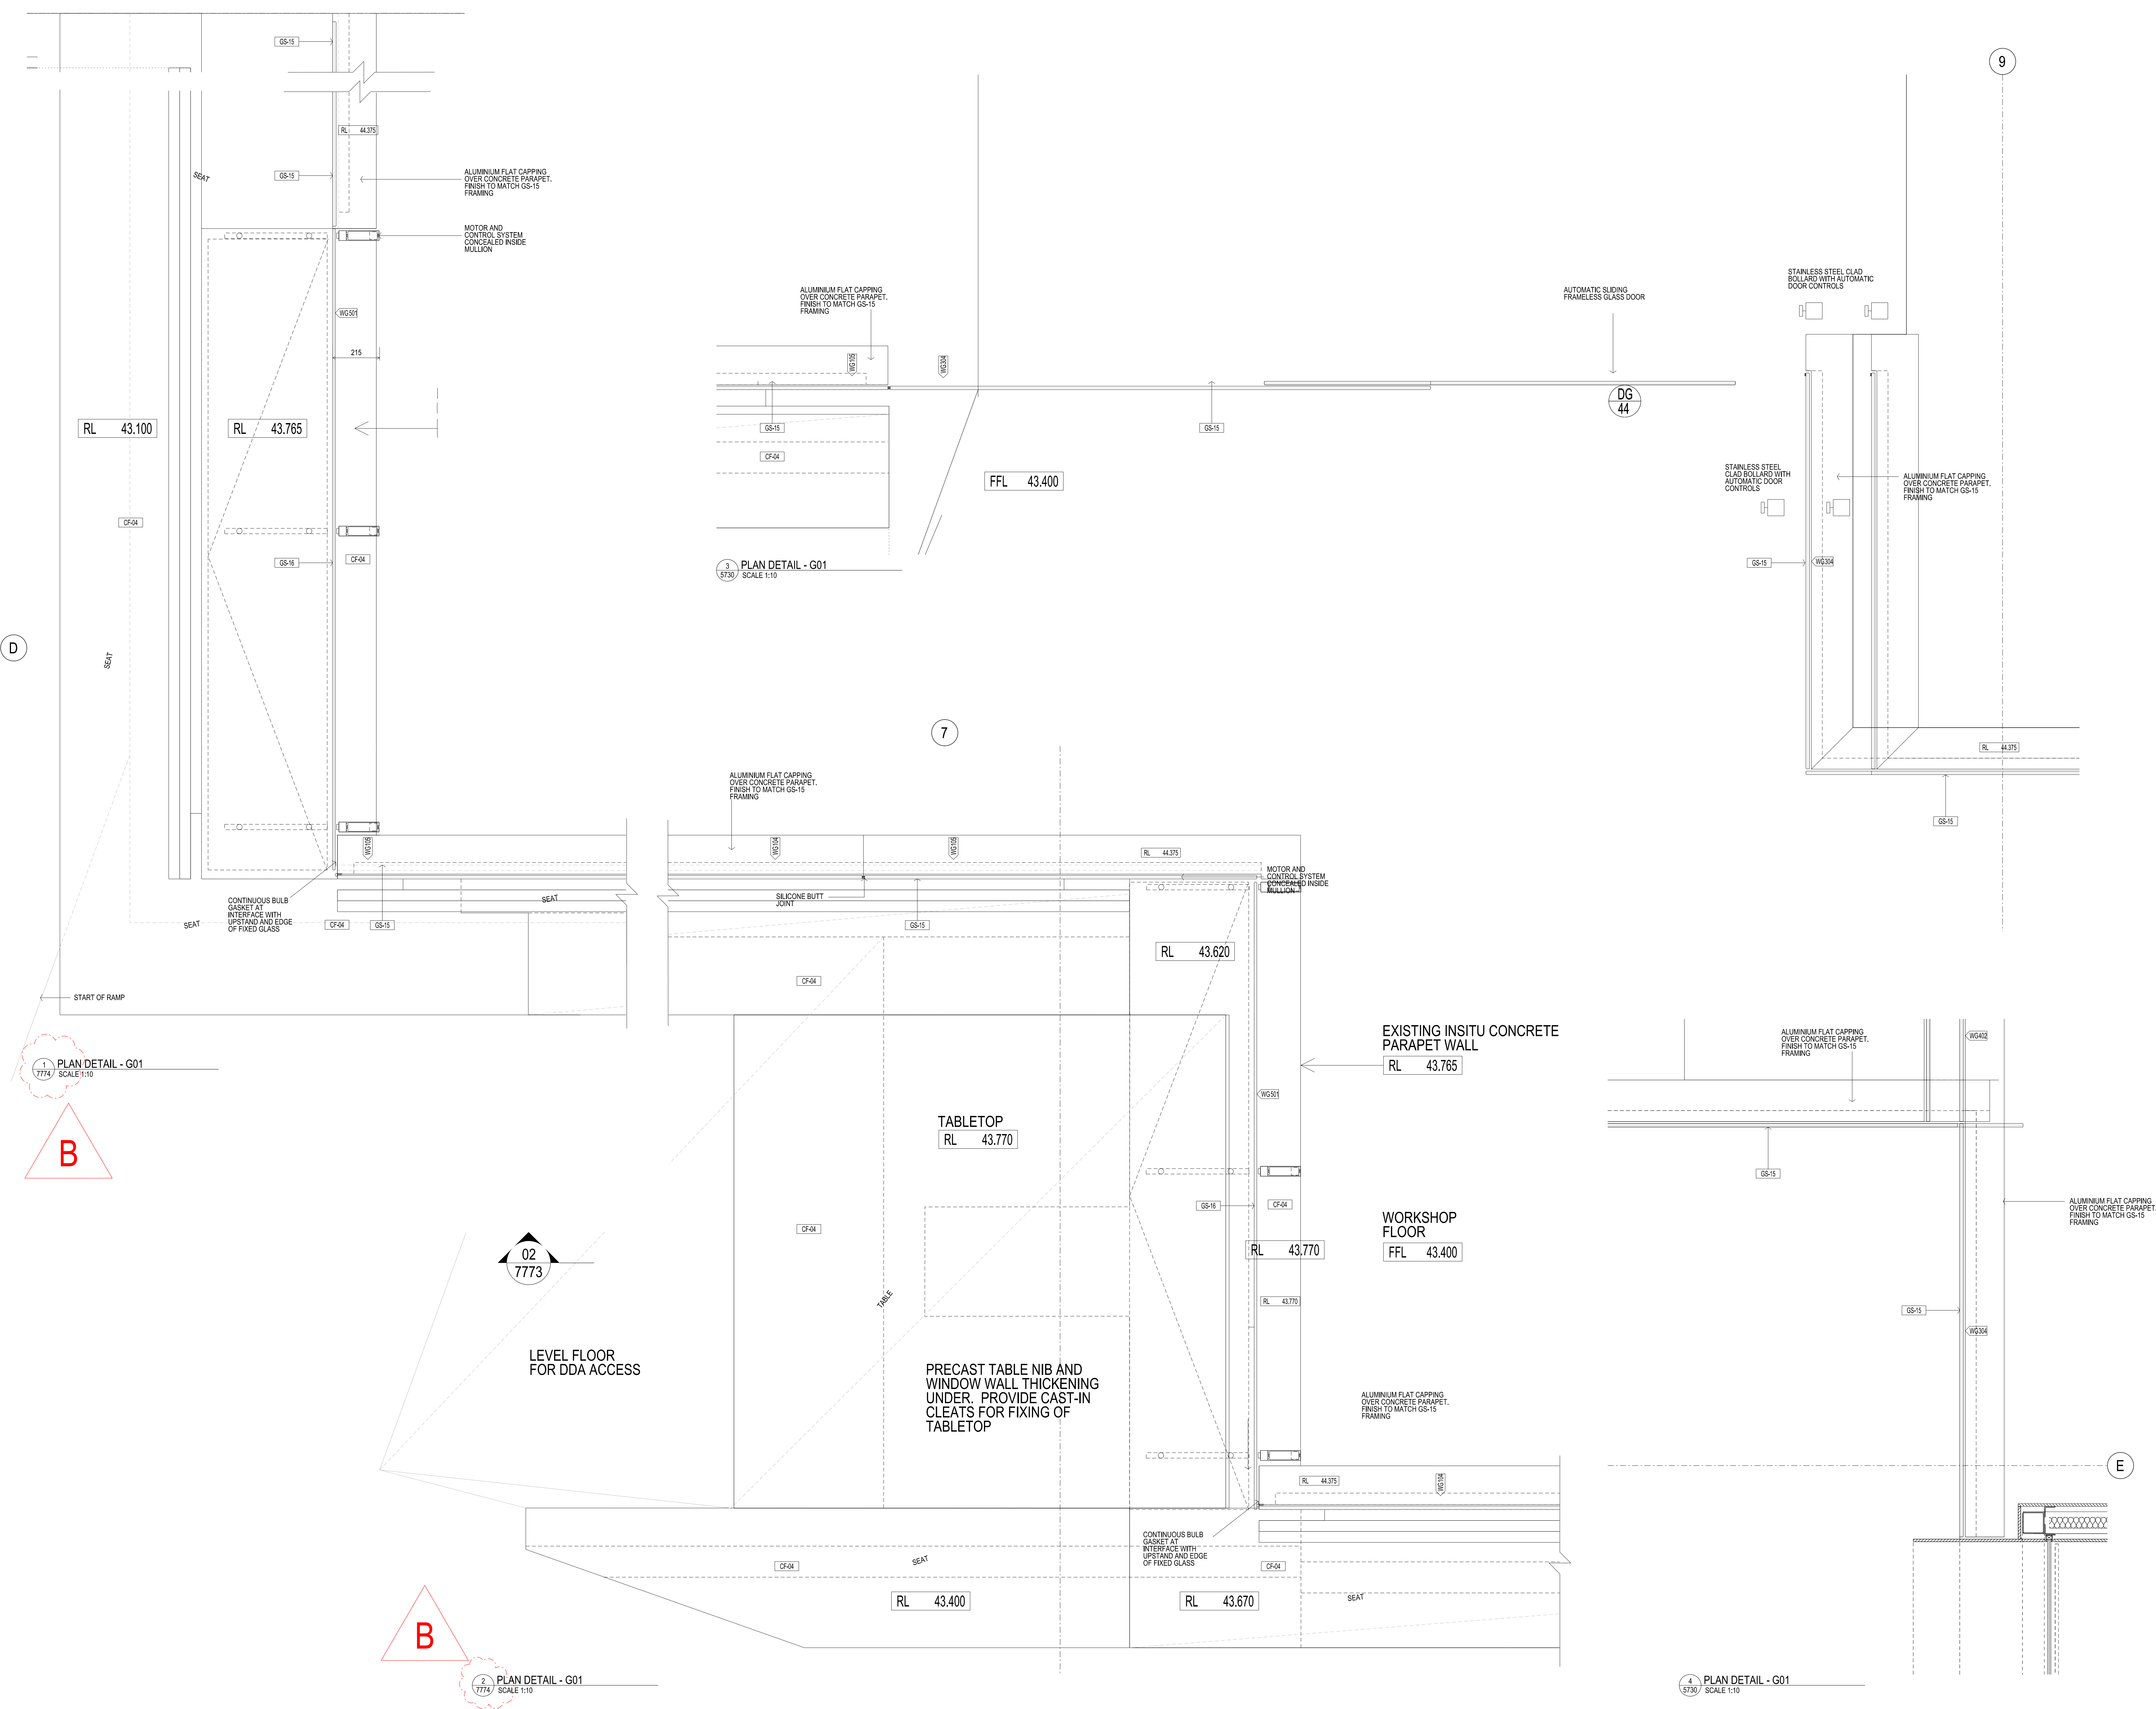 GS-15
9
RL 44.375
GS-15
SEAT
ALUMINIUM FLAT CAPPING
OVER CONCRETE PARAPET.
FINISH TO MATCH GS-15
FRAMING
MOTOR AND
CONTROL SYSTEM
CONCEALED INSIDE
MULLION
WG501
215
RL 43.100
RL 43.765
CF-04
GS-16
CF-04
D
SEAT
ALUMINIUM FLAT CAPPING
OVER CONCRETE PARAPET.
FINISH TO MATCH GS-15
FRAMING
WG105
WG304
AUTOMATIC SLIDING
FRAMELESS GLASS DOOR
DG
44
GS-15
GS-15
CF-04
FFL 43.400
3
5730
PLAN DETAIL - G01
SCALE 1:10
STAINLESS STEEL CLAD
BOLLARD WITH AUTOMATIC
DOOR CONTROLS
STAINLESS STEEL
CLAD BOLLARD WITH
AUTOMATIC DOOR
CONTROLS
ALUMINIUM FLAT CAPPING
OVER CONCRETE PARAPET.
FINISH TO MATCH GS-15
FRAMING
GS-15
WG304
RL 44.375
GS-15
7
ALUMINIUM FLAT CAPPING
OVER CONCRETE PARAPET.
FINISH TO MATCH GS-15
FRAMING
WG105
WG104
WG105
RL 44.375
MOTOR AND
CONTROL SYSTEM
CONCEALED INSIDE
MULLION
CONTINUOUS BULB
GASKET AT
INTERFACE WITH
UPSTAND AND EDGE
OF FIXED GLASS
SEAT
SILICONE BUTT
JOINT
SEAT
CF-04
GS-15
GS-15
RL 43.620
CF-04
START OF RAMP
1
7774
PLAN DETAIL - G01
SCALE 1:10
B
EXISTING INSITU CONCRETE
PARAPET WALL
RL 43.765
WG501
TABLETOP
RL 43.770
GS-16
CF-04
CF-04
WORKSHOP
FLOOR
FFL 43.400
RL 43.770
02
7773
RL 43.770
TABLE
LEVEL FLOOR
FOR DDA ACCESS
PRECAST TABLE NIB AND
WINDOW WALL THICKENING
UNDER. PROVIDE CAST-IN
CLEATS FOR FIXING OF
TABLETOP
ALUMINIUM FLAT CAPPING
OVER CONCRETE PARAPET.
FINISH TO MATCH GS-15
FRAMING
RL 44.375
WG104
CONTINUOUS BULB
GASKET AT
INTERFACE WITH
UPSTAND AND EDGE
OF FIXED GLASS
SEAT
CF-04
CF-04
RL 43.400
RL 43.670
SEAT
B
2
7774
PLAN DETAIL - G01
SCALE 1:10
ALUMINIUM FLAT CAPPING
OVER CONCRETE PARAPET.
FINISH TO MATCH GS-15
FRAMING
WG402
GS-15
ALUMINIUM FLAT CAPPING
OVER CONCRETE PARAPET.
FINISH TO MATCH GS-15
FRAMING
GS-15
WG304
E
4
5730
PLAN DETAIL - G01
SCALE 1:10